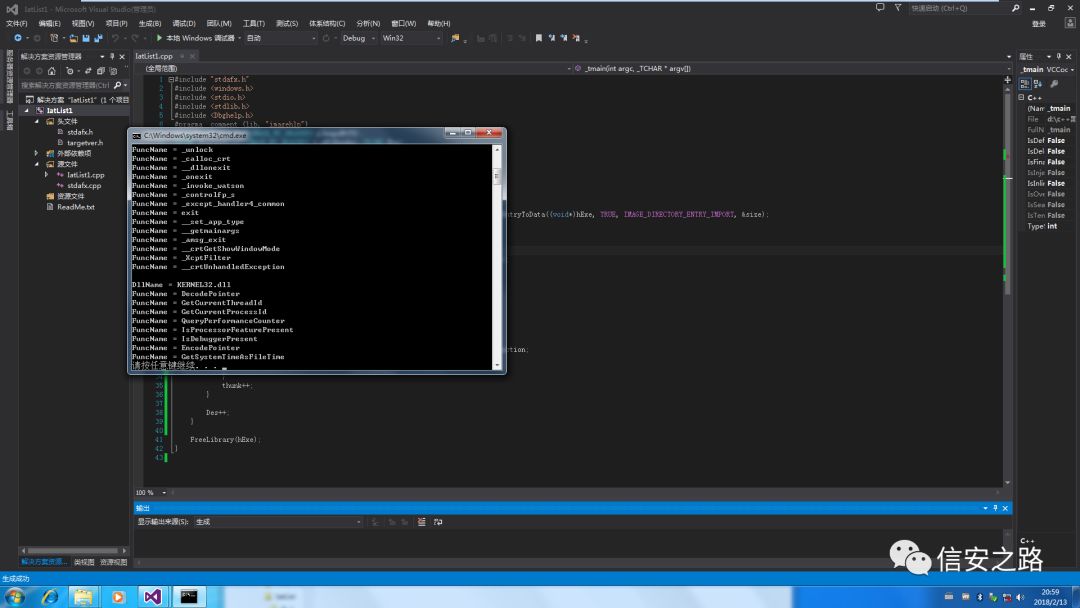 IatList1 - Microsoft Visual Studio(管理员)
快速启动 (Ctrl+Q)
文件(F) 编辑(E) 视图(V) 项目(P) 生成(B) 调试(D) 团队(M) 工具(T) 测试(S) 体系结构(C) 分析(N) 窗口(W) 帮助(H)
登录
本地 Windows 调试器 自动 Debug Win32
解决方案资源管理器
搜索解决方案资源管理器(Ctrl
解决方案 "IatList1" (1 个项目
IatList1
头文件
stdafx.h
targetver.h
外部依赖项
源文件
IatList1.cpp
stdafx.cpp
资源文件
ReadMe.txt
解决方案资源... 类视图 资源视图
IatList1.cpp
(全局范围)
_tmain(int argc, _TCHAR * argv[])
1 #include "stdafx.h"
2 #include <windows.h>
3 #include <stdio.h>
4 #include <stdlib.h>
5 #include <Dbghelp.h>
6 #pragma comment (lib, "imagehlp")
C:\Windows\system32\cmd.exe
FuncName = _unlock
FuncName = _calloc_crt
FuncName = __dllonexit
FuncName = _onexit
FuncName = _invoke_watson
FuncName = _controlfp_s
FuncName = _except_handler4_common
FuncName = exit
FuncName = __set_app_type
FuncName = __getmainargs
FuncName = _amsg_exit
FuncName = __crtGetShowWindowMode
FuncName = _XcptFilter
FuncName = __crtUnhandledException
DllName = KERNEL32.dll
FuncName = DecodePointer
FuncName = GetCurrentThreadId
FuncName = GetCurrentProcessId
FuncName = QueryPerformanceCounter
FuncName = IsProcessorFeaturePresent
FuncName = IsDebuggerPresent
FuncName = EncodePointer
FuncName = GetSystemTimeAsFileTime
请按任意键继续. . .
ntryToData((void*)hExe, TRUE, IMAGE_DIRECTORY_ENTRY_IMPORT, &size);
ction;
34
35 thunk++;
36 }
37
38 Des++;
39 }
40
41 FreeLibrary(hExe);
42 }
43
100 %
输出
显示输出来源(S): 生成
属性
_tmain VCCoc
C++
(Nam _tmain
File d:\c++
FullN _tmain
IsDef False
IsDel False
IsFina False
IsInje False
IsInlin False
IsOve False
IsSea False
IsTen False
Type! int
C++
信安之路
生成成功
20:59
2018/2/13